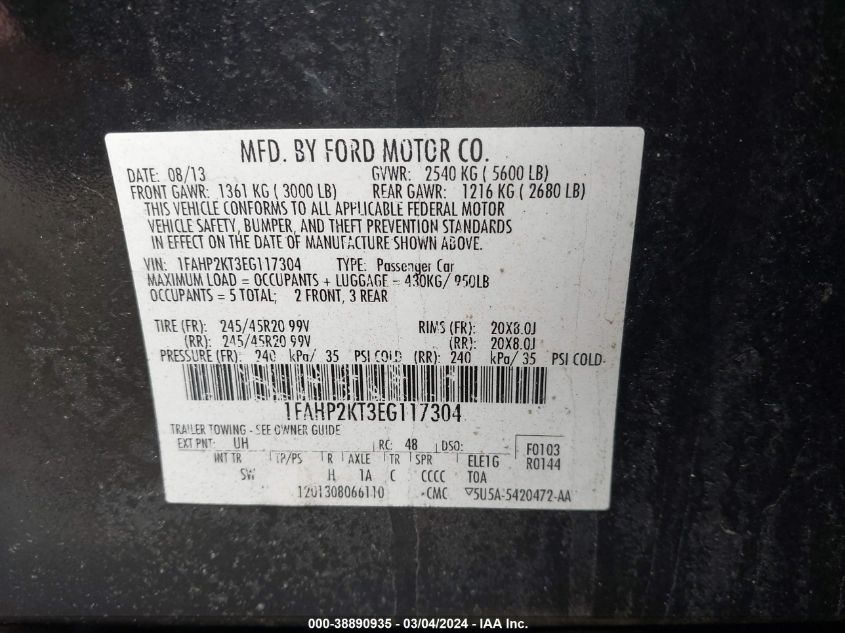 MFD. BY FORD MOTOR CO.
DATE: 08/13 GVWR: 2540 KG ( 5600 LB)
FRONT GAWR: 1361 KG ( 3000 LB) REAR GAWR: 1216 KG ( 2680 LB)
THIS VEHICLE CONFORMS TO ALL APPLICABLE FEDERAL MOTOR
VEHICLE SAFETY, BUMPER, AND THEFT PREVENTION STANDARDS
IN EFFECT ON THE DATE OF MANUFACTURE SHOWN ABOVE.
VIN: 1FAHP2KT3EG117304 TYPE: Passenger Car
MAXIMUM LOAD = OCCUPANTS + LUGGAGE = 430KG/ 950LB
OCCUPANTS = 5 TOTAL; 2 FRONT, 3 REAR
TIRE (FR): 245/45R20 99V RIMS (FR): 20X8.0J
(RR): 245/45R20 99V (RR): 20X8.0J
PRESSURE (FR): 240 kPa/ 35 PSI COLD (RR): 240 kPa/ 35 PSI COLD
1FAHP2KT3EG117304
TRAILER TOWING - SEE OWNER GUIDE
EXT PNT: UH RC: 48 DSO: F0103
INT TR TP/PS R AXLE TR SPR ELE1G R0144
SW H 1A C CCCC TOA
1201308066110 CMC ▽5U5A-5420472-AA
000-38890935 - 03/04/2024 - IAA Inc.